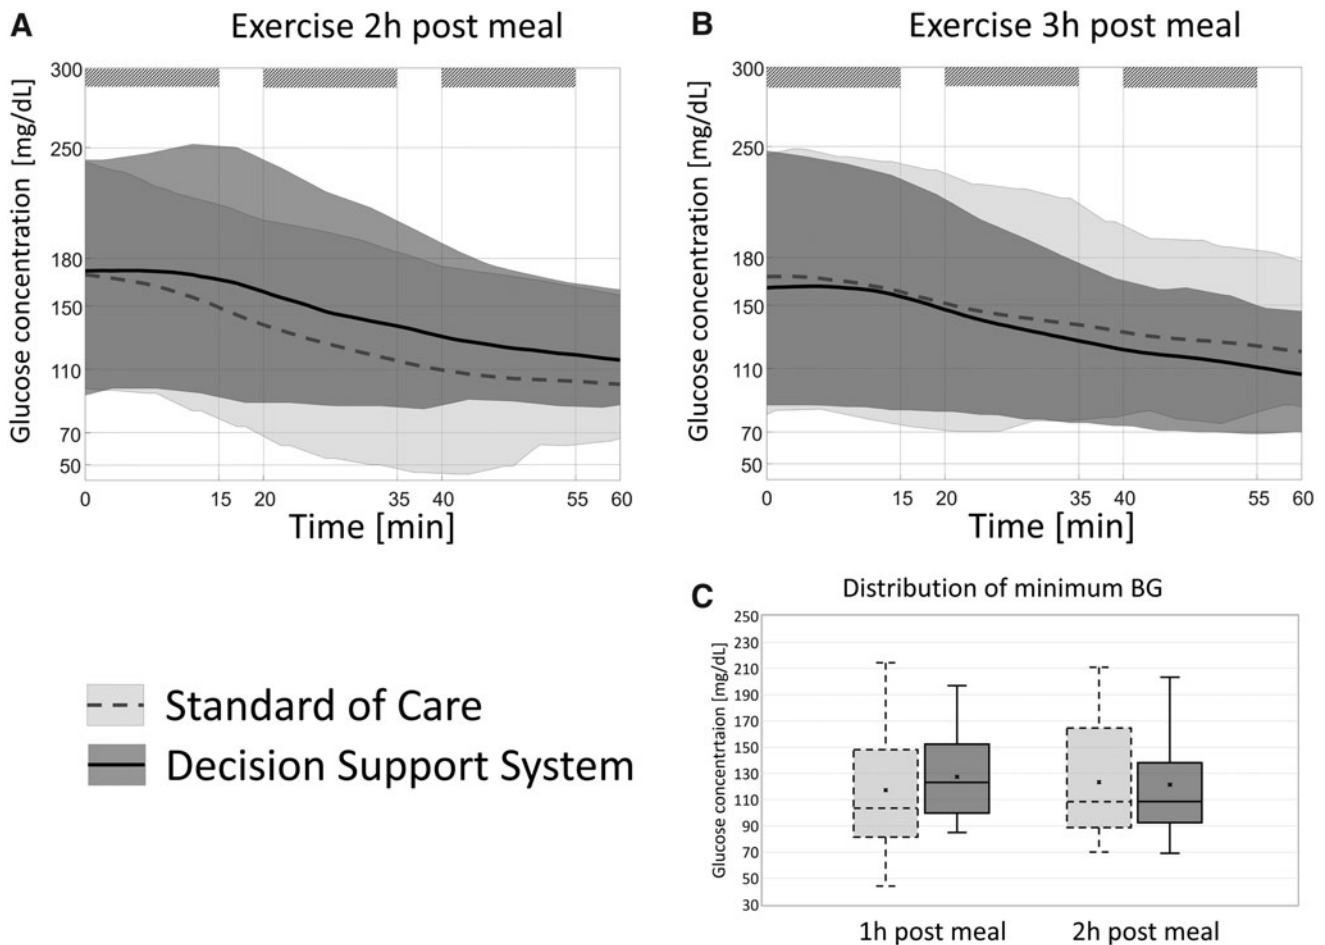 A
Exercise 2h post meal
Glucose concentration [mg/dL]
300
250
180
150
110
70
50
0 15 20 35 40 55 60
Time [min]
B
Exercise 3h post meal
Glucose concentration [mg/dL]
300
250
180
150
110
70
50
0 15 20 35 40 55 60
Time [min]
Standard of Care
Decision Support System
C
Distribution of minimum BG
Glucose concentrtaion [mg/dL]
250
230
210
190
170
150
130
110
90
70
50
30
1h post meal 2h post meal